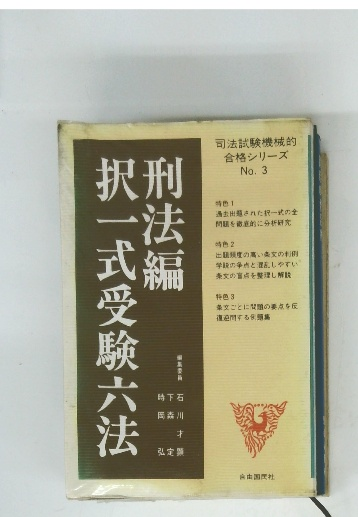 司法試験機械的
合格シリーズ
No. 3
刑法編
択一式受験六法
特色1
過去出題された択一式の全
問題を徹底的に分析研究
特色2
出題頻度の高い条文の判例
学説の争点と混乱しやすい
条文の盲点を整理し解説
特色3
条文ごとに問題の要点を反
復連問する例題集
編集委員
石川才顕
下森定
時岡弘
自由国民社